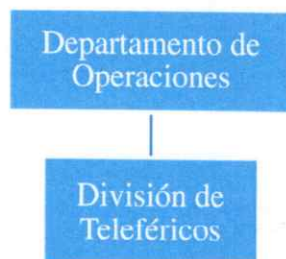 Departamento de
Operaciones
División de
Teleféricos